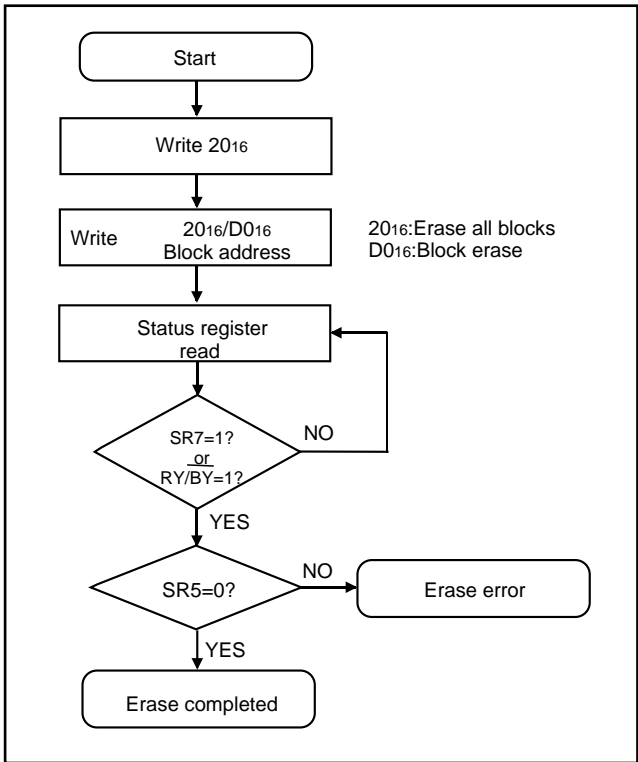 Start
Write 20₁₆
Write 20₁₆/D0₁₆
Block address
20₁₆:Erase all blocks
D0₁₆:Block erase
Status register
read
SR7=1?
or
RY/B̅Y̅=1?
NO
YES
SR5=0?
NO
Erase error
YES
Erase completed